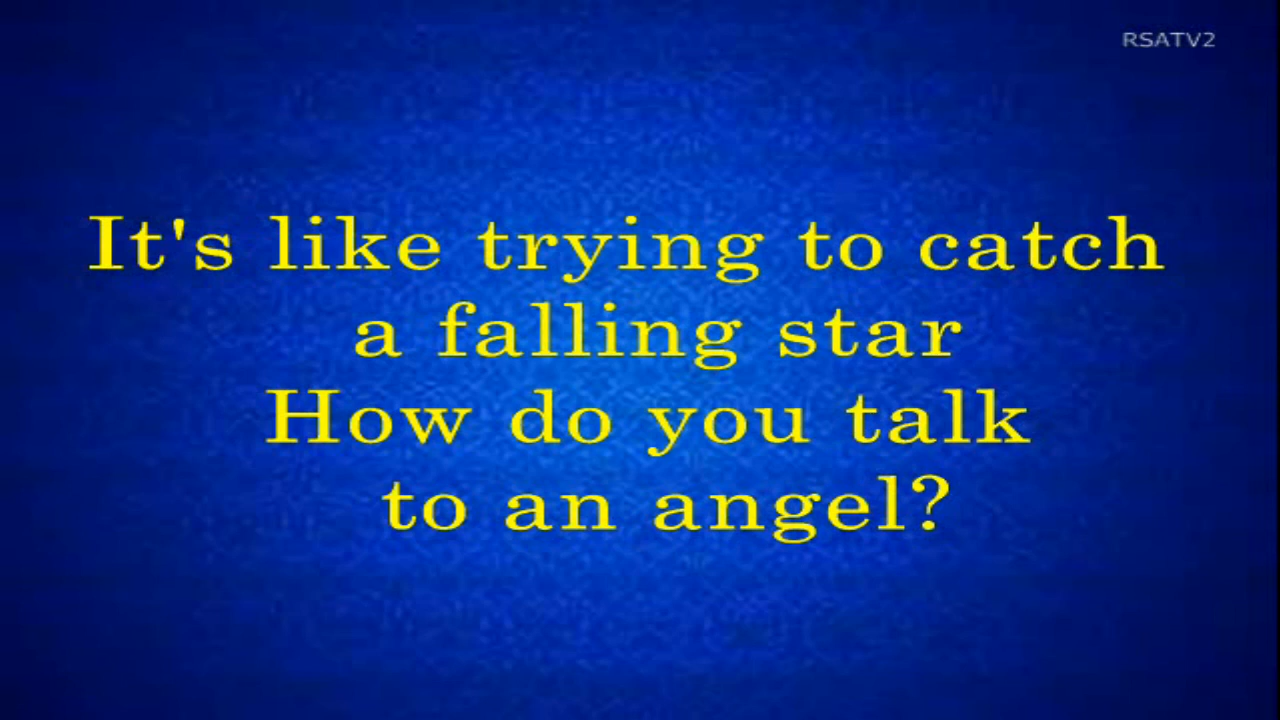 RSATV2
It's like trying to catch
a falling star
How do you talk
to an angel?